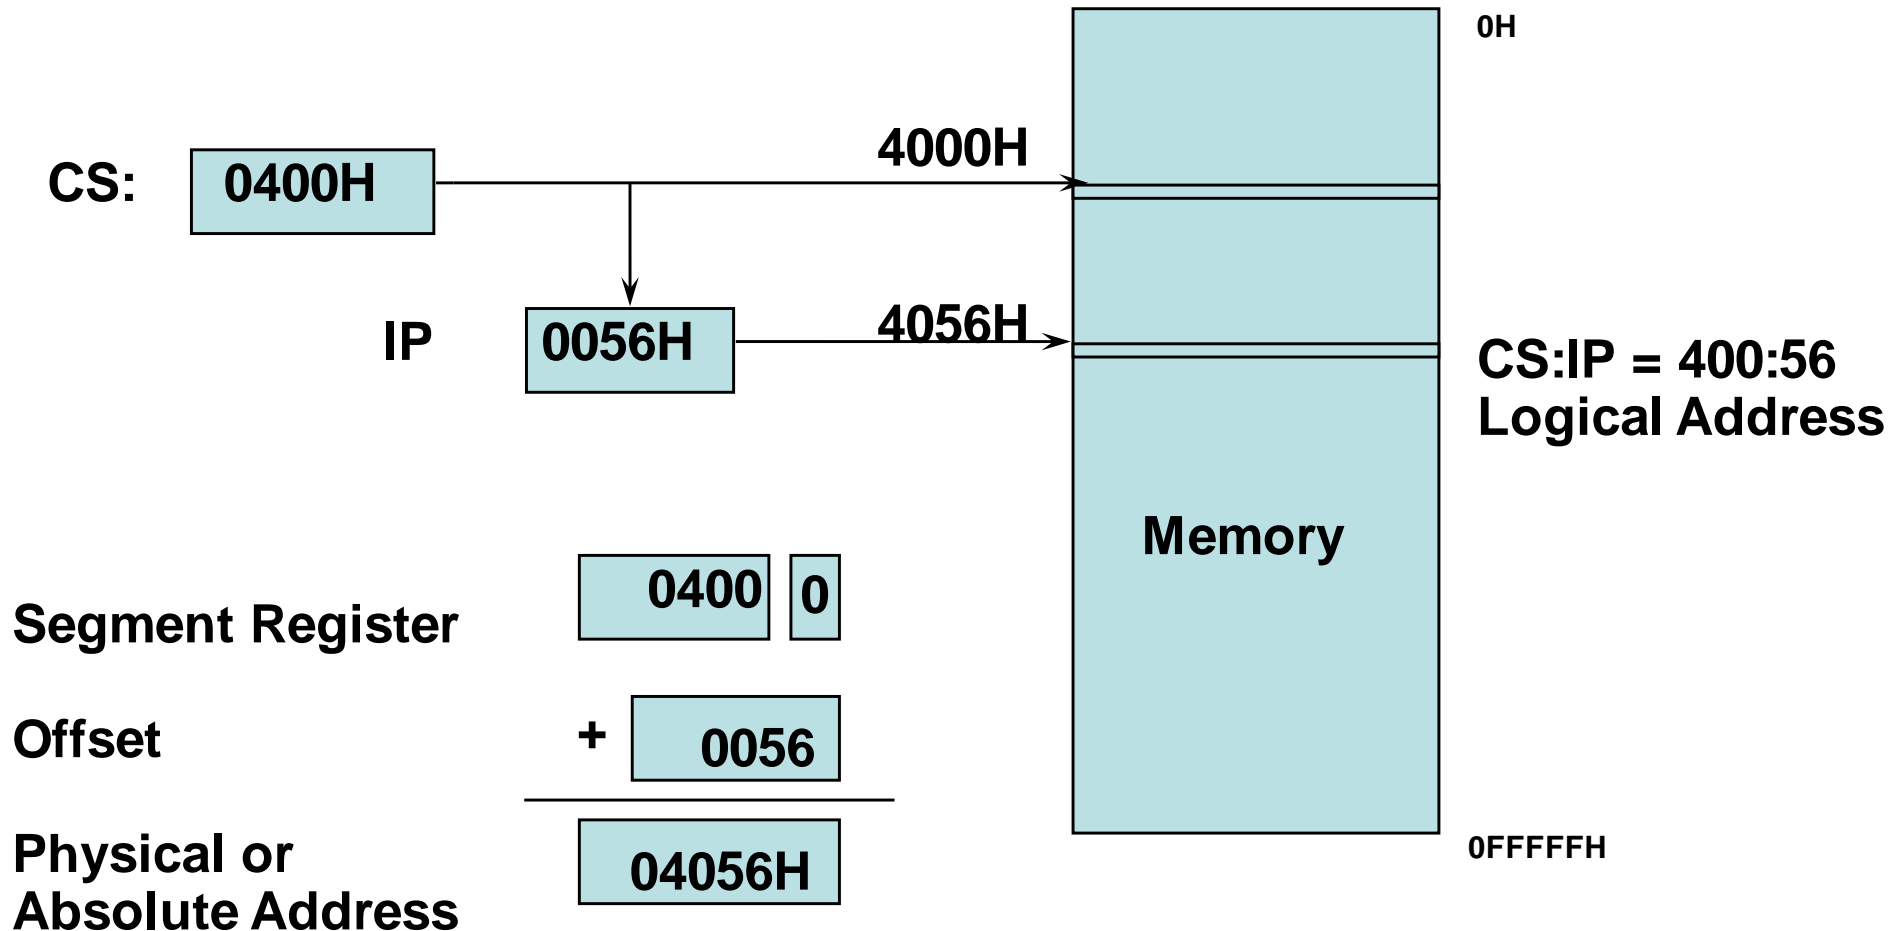 0H
4000H
CS:
0400H
4056H
IP
0056H
CS:IP = 400:56
Logical Address
Memory
Segment Register
0400 0
Offset
+ 0056
Physical or
Absolute Address
04056H
0FFFFFH